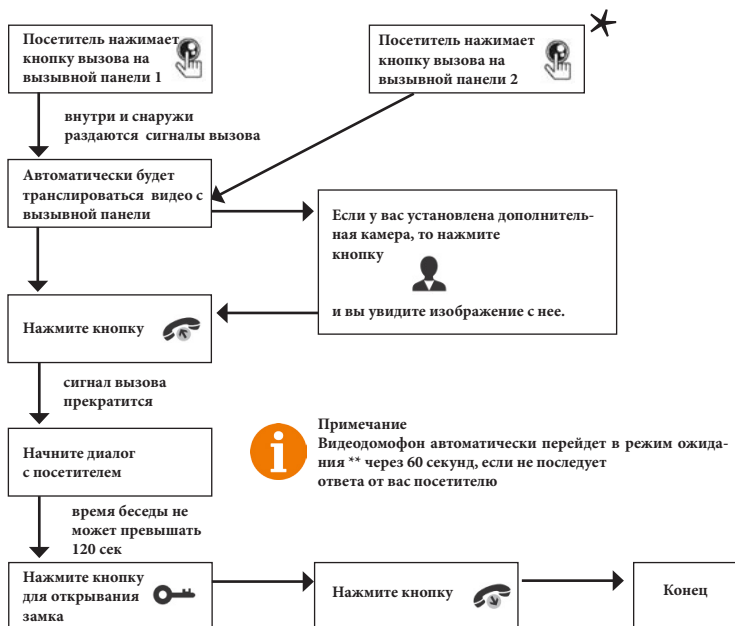 Посетитель нажимает
кнопку вызова на
вызывной панели 1
Посетитель нажимает
кнопку вызова на
вызывной панели 2
внутри и снаружи
раздаются сигналы вызова
Автоматически будет
транслироваться видео с
вызывной панели
Если у вас установлена дополнитель-
ная камера, то нажмите
кнопку
и вы увидите изображение с нее.
Нажмите кнопку
сигнал вызова
прекратится
Примечание
Видеодомофон автоматически перейдет в режим ожида-
ния ** через 60 секунд, если не последует
ответа от вас посетителю
Начните диалог
с посетителем
время беседы не
может превышать
120 сек
Нажмите кнопку
для открывания
замка
Нажмите кнопку
Конец